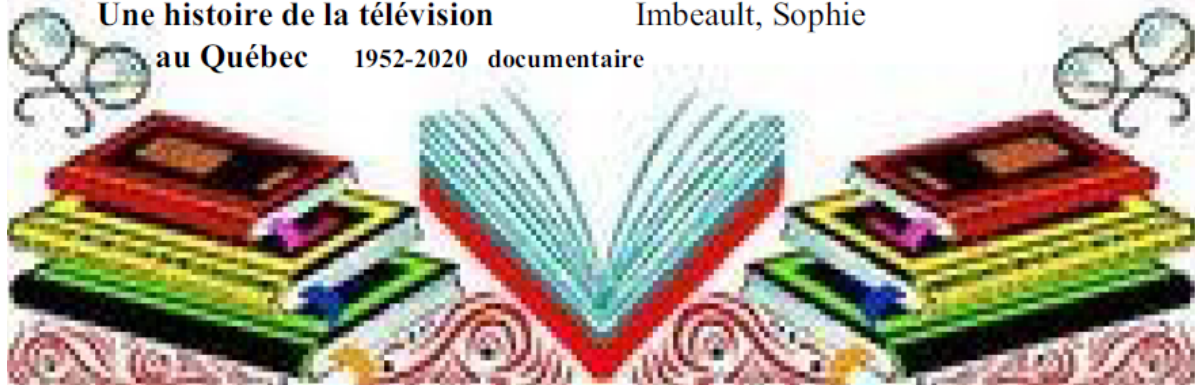 Une histoire de la télévision Imbeault, Sophie
au Québec 1952-2020 documentaire